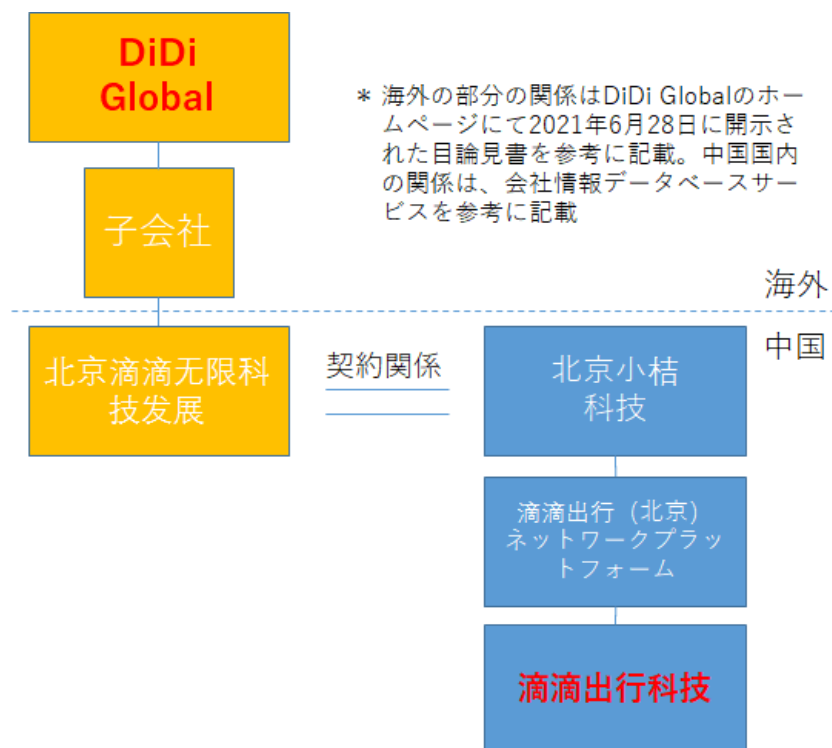 DiDi
Global
* 海外の部分の関係はDiDi Globalのホー
ムページにて2021年6月28日に開示さ
れた目論見書を参考に記載。中国国内
の関係は、会社情報データベースサー
ビスを参考に記載
子会社
海外
中国
北京滴滴无限科
技发展
契約関係
北京小桔
科技
滴滴出行（北京）
ネットワークプラッ
トフォーム
滴滴出行科技